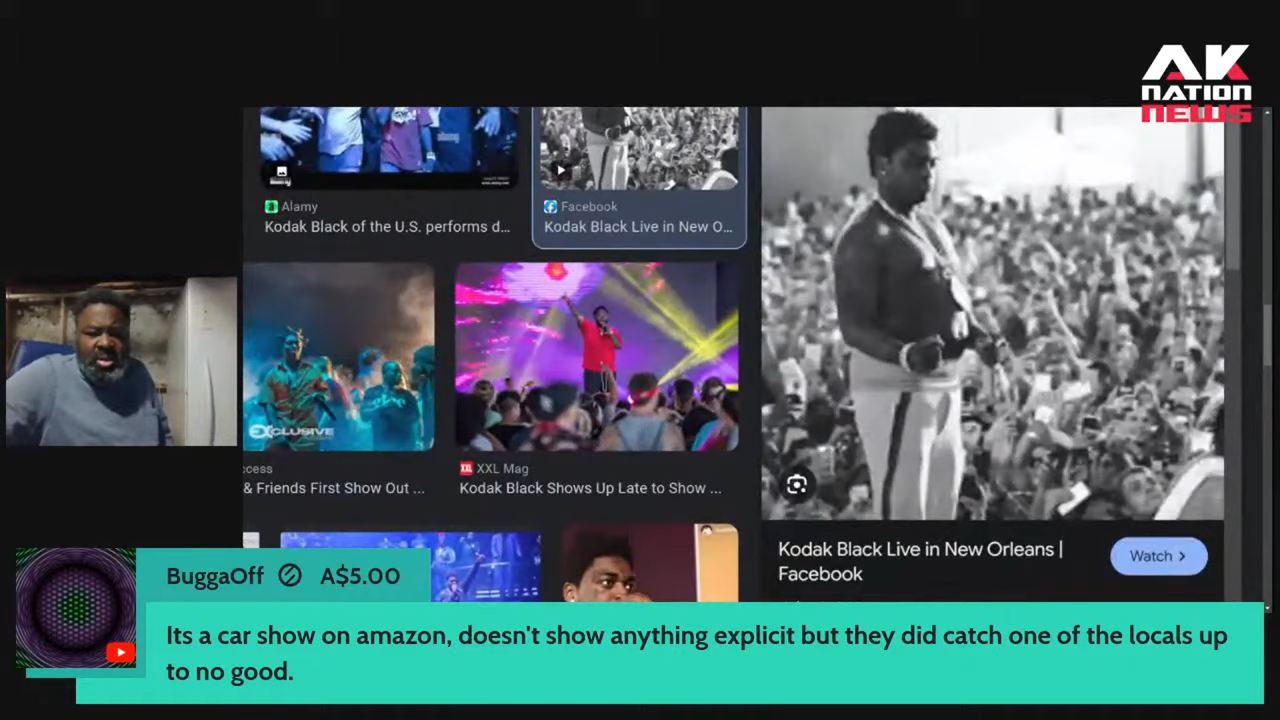 AK
NATION
NEWS
Alamy
Kodak Black of the U.S. performs d...
Facebook
Kodak Black Live in New O...
EXCLUSIVE
ccess
& Friends First Show Out ...
XXL
XXL Mag
Kodak Black Shows Up Late to Show ...
Kodak Black Live in New Orleans |
Facebook
Watch >
BuggaOff A$5.00
Its a car show on amazon, doesn't show anything explicit but they did catch one of the locals up
to no good.